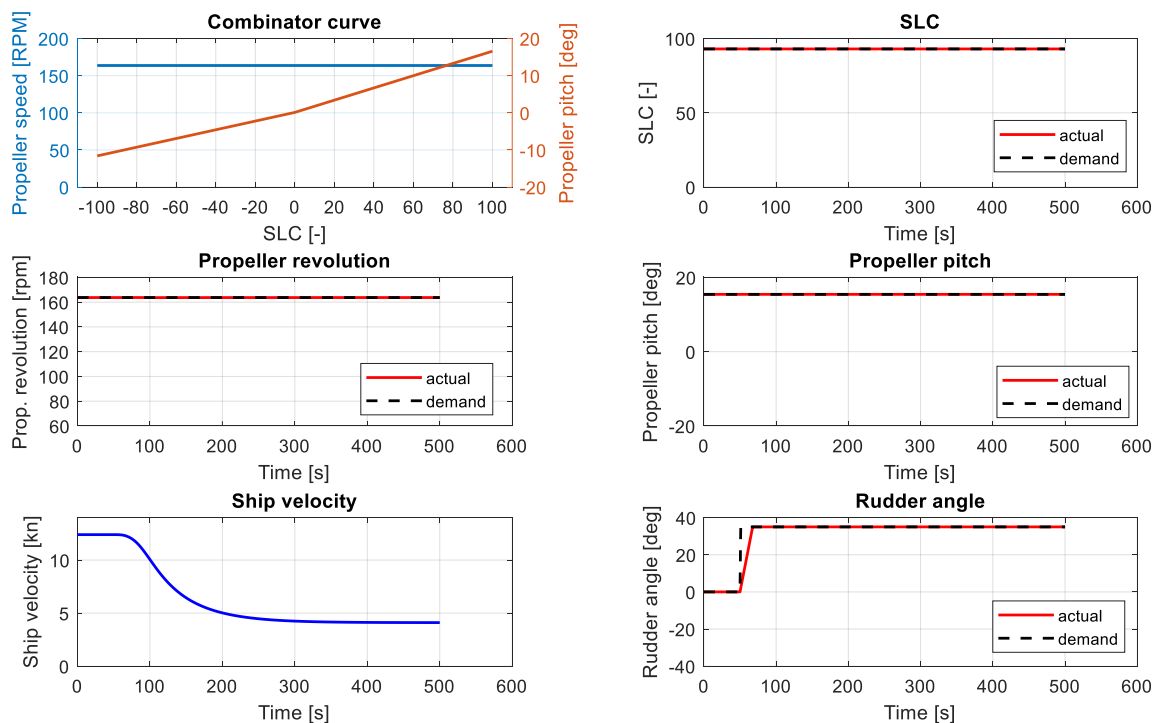 Combinator curve
Propeller speed [RPM]
200
150
100
50
0
20
10
0
-10
-20
Propeller pitch [deg]
-100 -80 -60 -40 -20 0 20 40 60 80 100
SLC [-]
SLC
SLC [-]
100
50
0
actual
demand
0 100 200 300 400 500 600
Time [s]
Propeller revolution
Prop. revolution [rpm]
180
160
140
120
100
80
60
actual
demand
0 100 200 300 400 500 600
Time [s]
Propeller pitch
Propeller pitch [deg]
20
0
-20
actual
demand
0 100 200 300 400 500 600
Time [s]
Ship velocity
Ship velocity [kn]
10
5
0
0 100 200 300 400 500 600
Time [s]
Rudder angle
Rudder angle [deg]
40
20
0
-20
-40
actual
demand
0 100 200 300 400 500 600
Time [s]